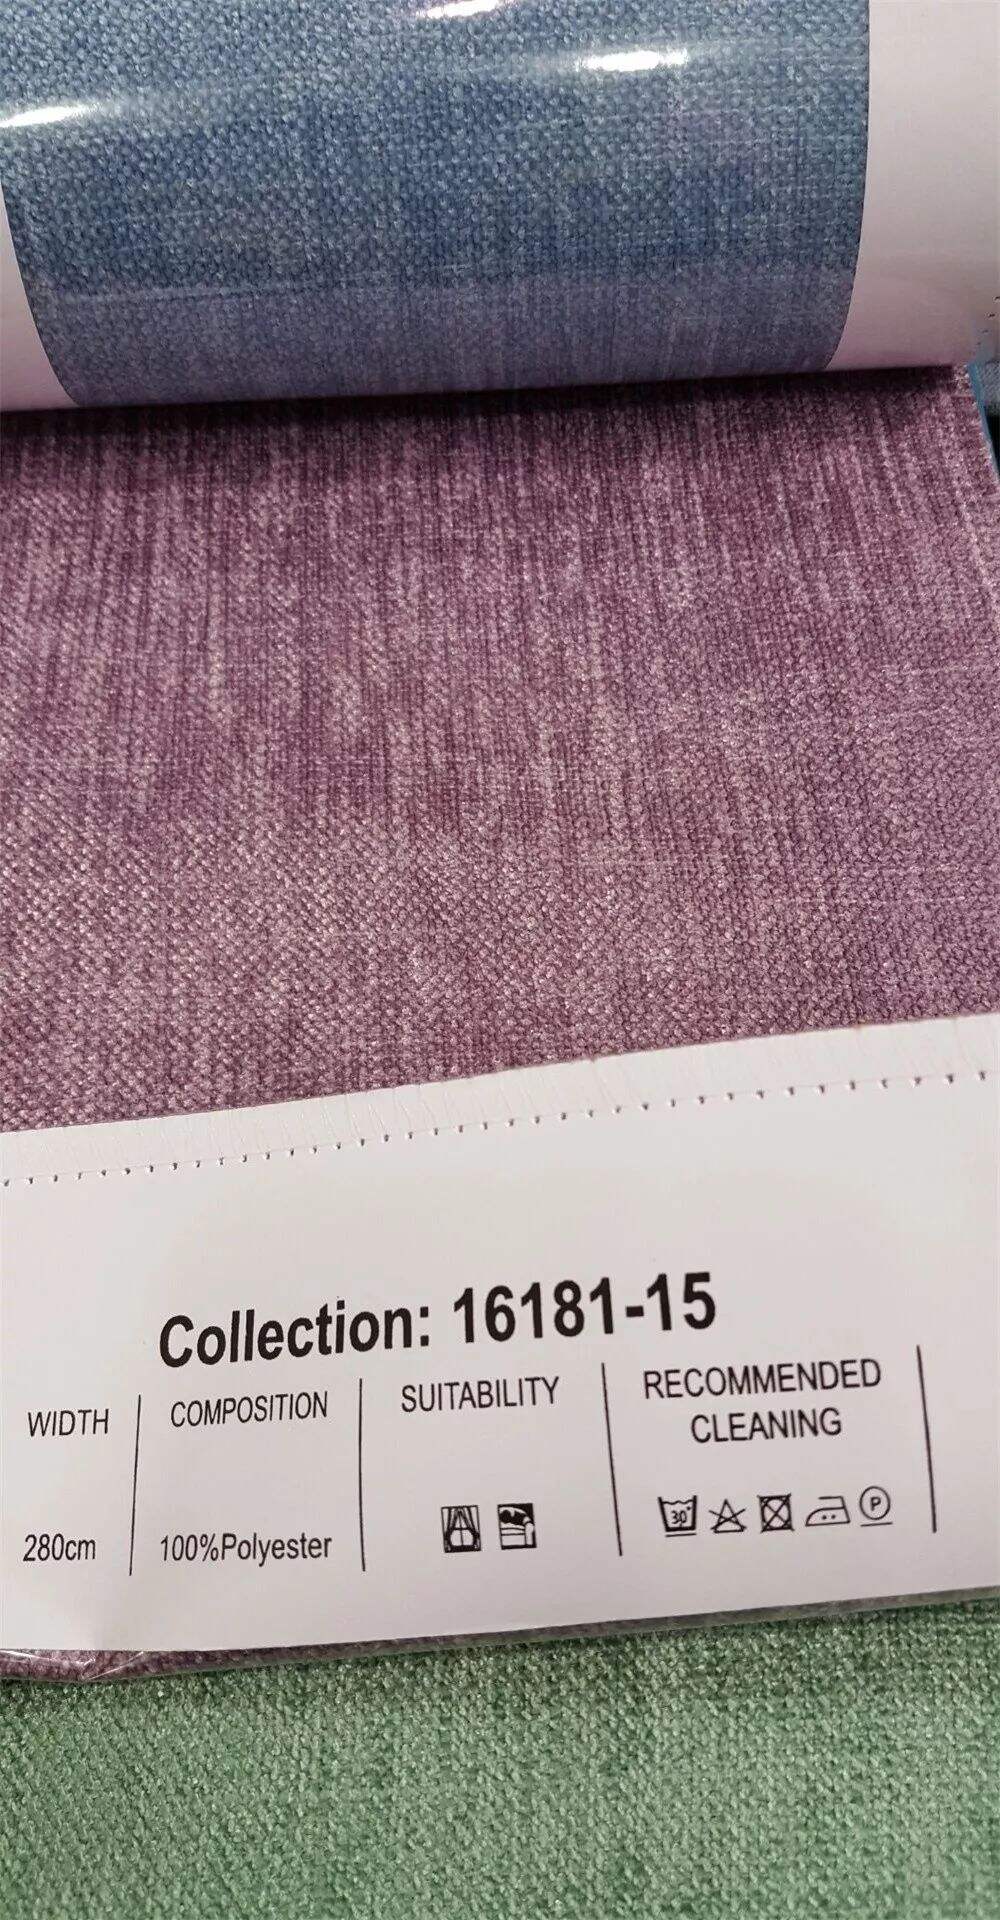 Collection: 16181-15
WIDTH
COMPOSITION
SUITABILITY
RECOMMENDED
CLEANING
280cm
100%Polyester
30°
P